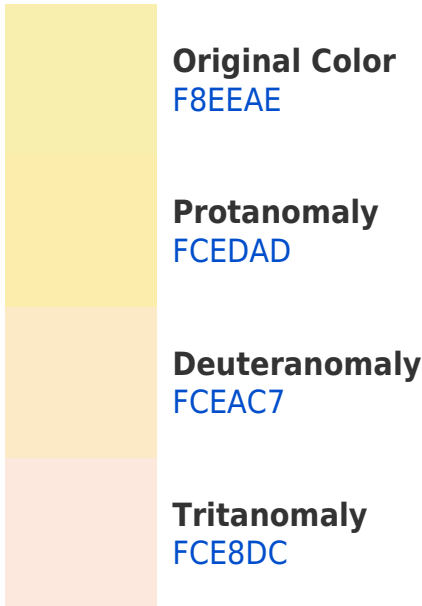 Original Color
F8EEAE
Protanomaly
FCEDAD
Deuteranomaly
FCEAC7
Tritanomaly
FCE8DC